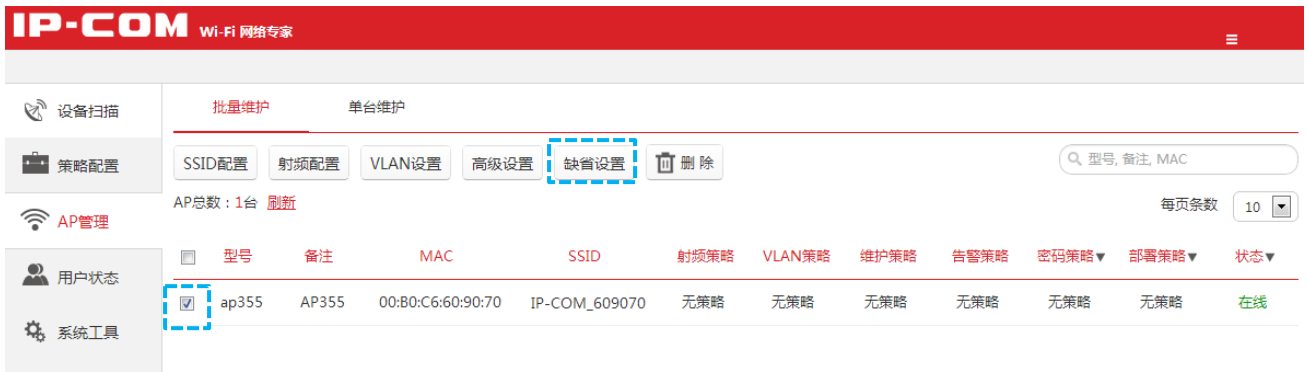 IP-COM Wi-Fi 网络专家
设备扫描
策略配置
AP管理
用户状态
系统工具
批量维护 单台维护
SSID配置 射频配置 VLAN设置 高级设置 缺省设置 删 除
型号, 备注, MAC
AP总数：1台 刷新
每页条数 10
型号 备注 MAC SSID 射频策略 VLAN策略 维护策略 告警策略 密码策略▼ 部署策略▼ 状态▼
ap355 AP355 00:B0:C6:60:90:70 IP-COM_609070 无策略 无策略 无策略 无策略 无策略 无策略 在线